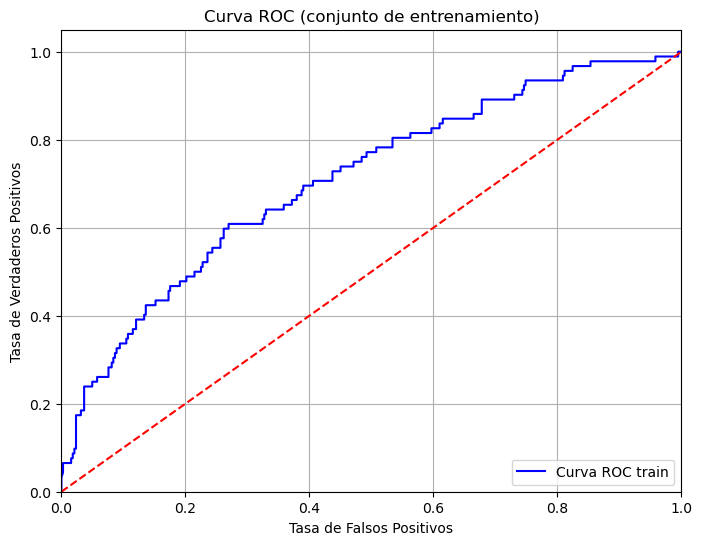 Curva ROC (conjunto de entrenamiento)
Tasa de Verdaderos Positivos
1.0
0.8
0.6
0.4
0.2
0.0
0.0 0.2 0.4 0.6 0.8 1.0
Tasa de Falsos Positivos
Curva ROC train